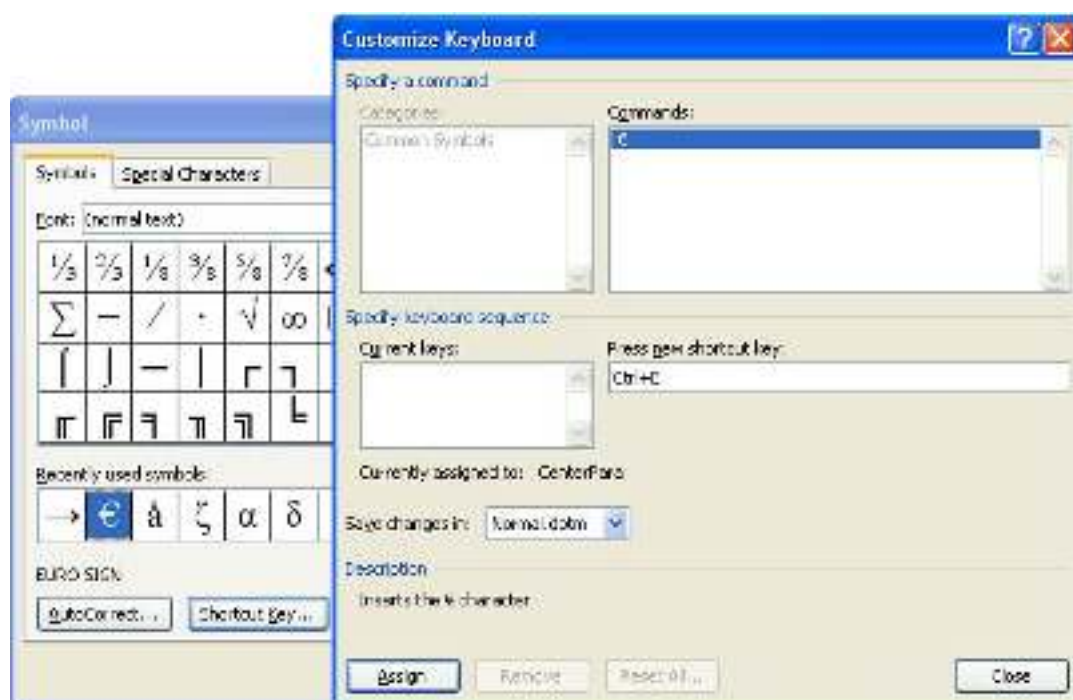 Customize Keyboard
Specify a command
Categories:
Commands:
Common Symbols
Symbol
Symbols
Special Characters
Font: (normal text)
⅓ ⅔ ⅛ ⅜ ⅝ ⅞
∑ − ∕ ∙ √ ∞
⌠ ⌡ ─ │ ┌ ┐
╓ ╔ ╕ ╖ ╗ ╘
Recently used symbols:
→ € å ζ α δ
EURO SIGN
AutoCorrect...
Shortcut Key...
Specify keyboard sequence
Current keys:
Press new shortcut key:
Currently assigned to: CenterPara
Save changes in: Normal.dotm
Description
Inserts the character
Assign
Remove
Reset All...
Close